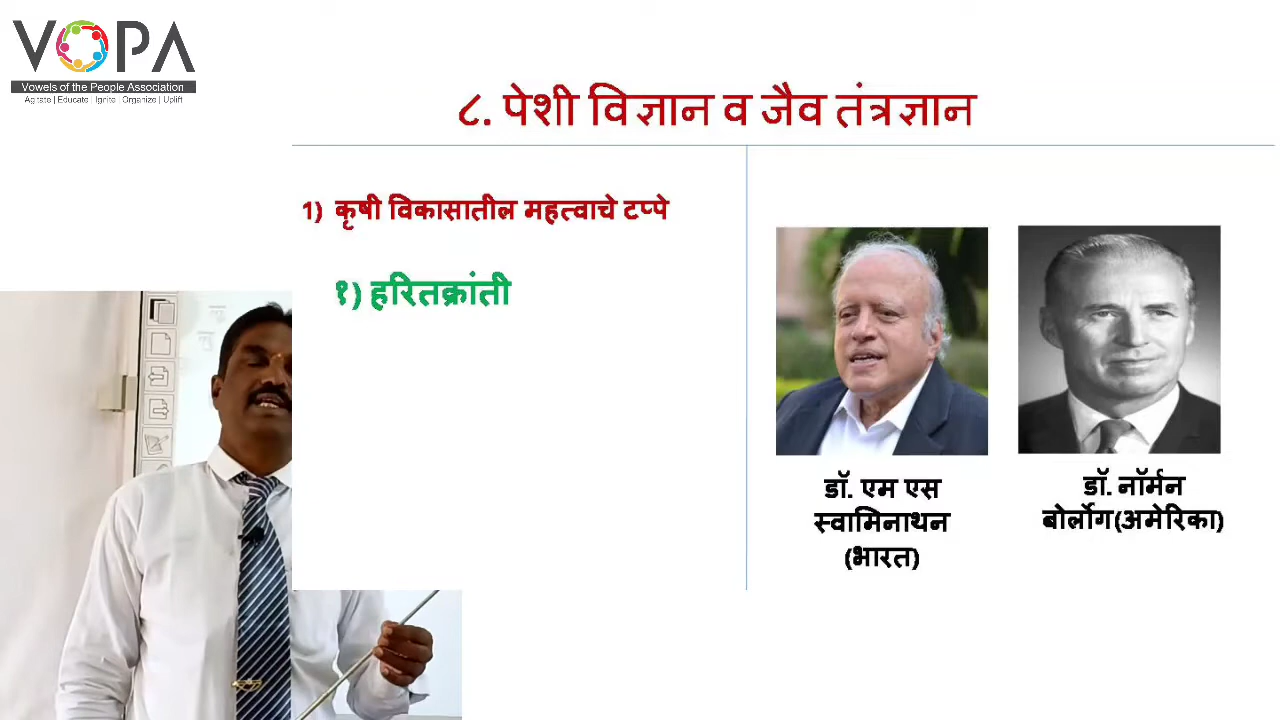 VOPA
Vowels of the People Association
Agitate | Educate | Ignite | Organize | Uplift
८. पेशी विज्ञान व जैव तंत्रज्ञान
1) कृषी विकासातील महत्वाचे टप्पे
१) हरितक्रांती
डॉ. एम एस
स्वामिनाथन
(भारत)
डॉ. नॉर्मन
बोर्लोग(अमेरिका)